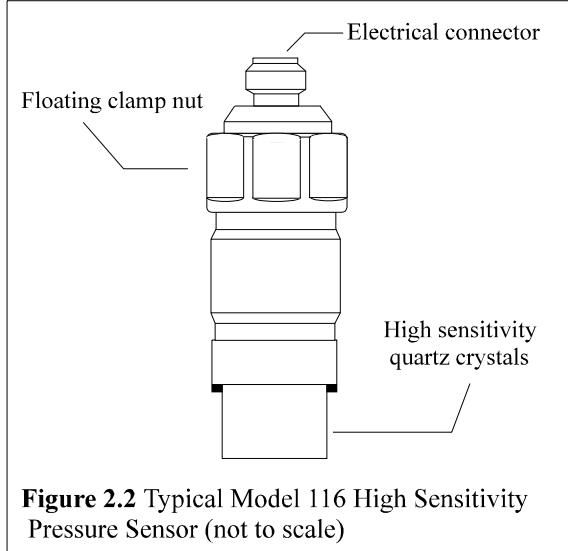 Electrical connector
Floating clamp nut
High sensitivity
quartz crystals
Figure 2.2 Typical Model 116 High Sensitivity
Pressure Sensor (not to scale)